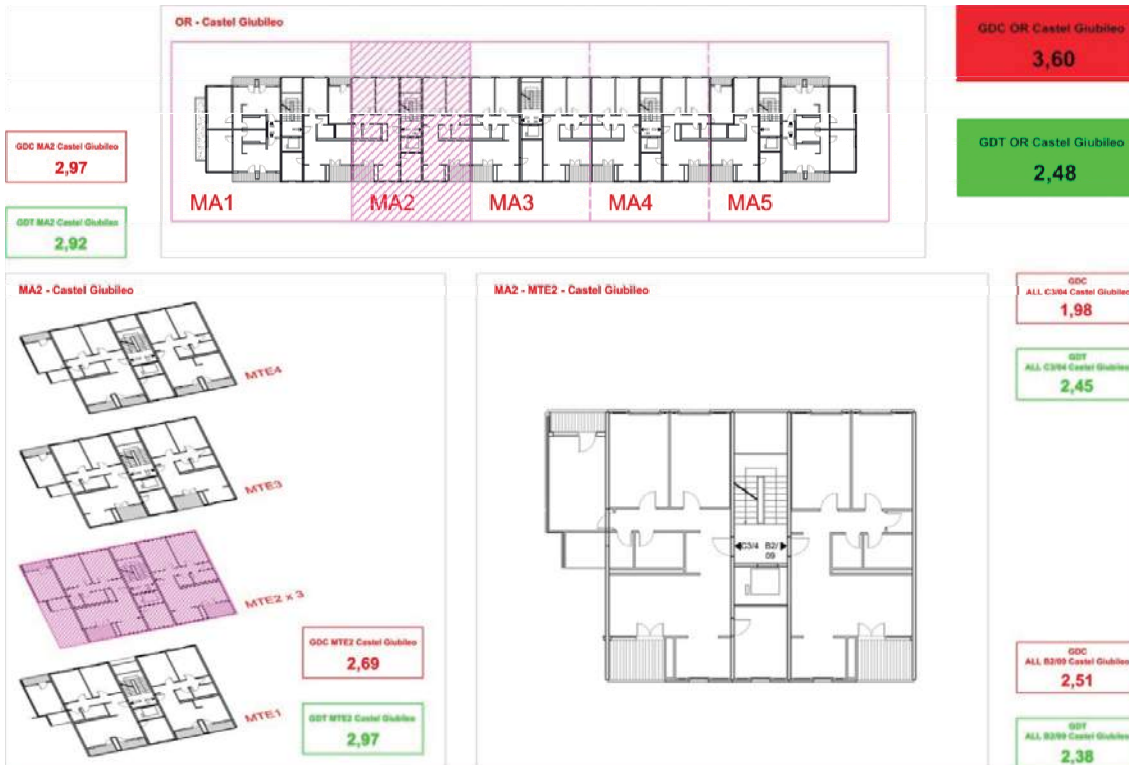 OR - Castel Giubileo
GDC OR Castel Giubileo
3,60
GDC MA2 Castel Giubileo
2,97
GDT OR Castel Giubileo
2,48
MA1
MA2
MA3
MA4
MA5
GDT MA2 Castel Giubileo
2,92
MA2 - Castel Giubileo
MTE4
MTE3
MTE2 x 3
MTE1
GDC MTE2 Castel Giubileo
2,69
GDT MTE2 Castel Giubileo
2,97
MA2 - MTE2 - Castel Giubileo
C3/4
B2/
09
GDC
ALL C3/04 Castel Giubileo
1,98
GDT
ALL C3/04 Castel Giubileo
2,45
GDC
ALL B2/09 Castel Giubileo
2,51
GDT
ALL B2/09 Castel Giubileo
2,38